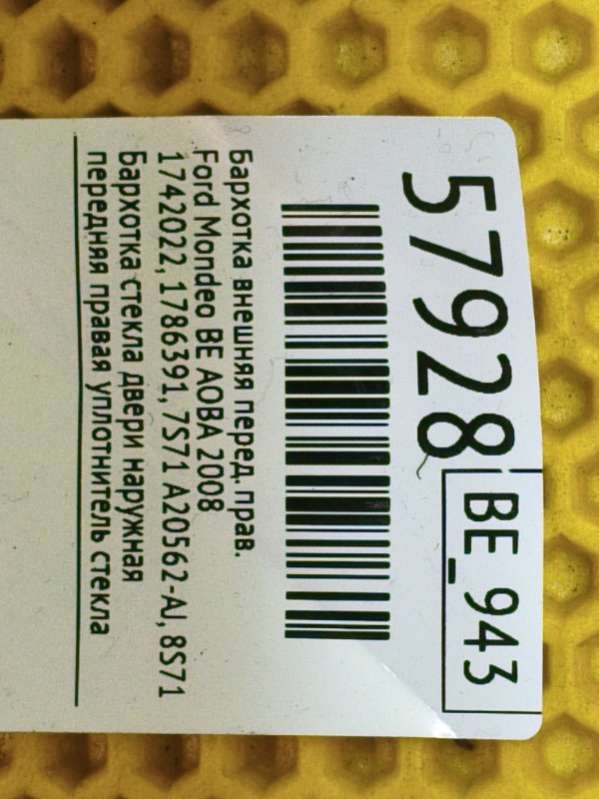 57928
BE_943
Бархотка внешняя перед. прав.
Ford Mondeo BE AOBA 2008
1742022, 1786391, 7S71 A20562-AJ, 8S71
Бархотка стекла двери наружная
передняя правая уплотнитель стекла